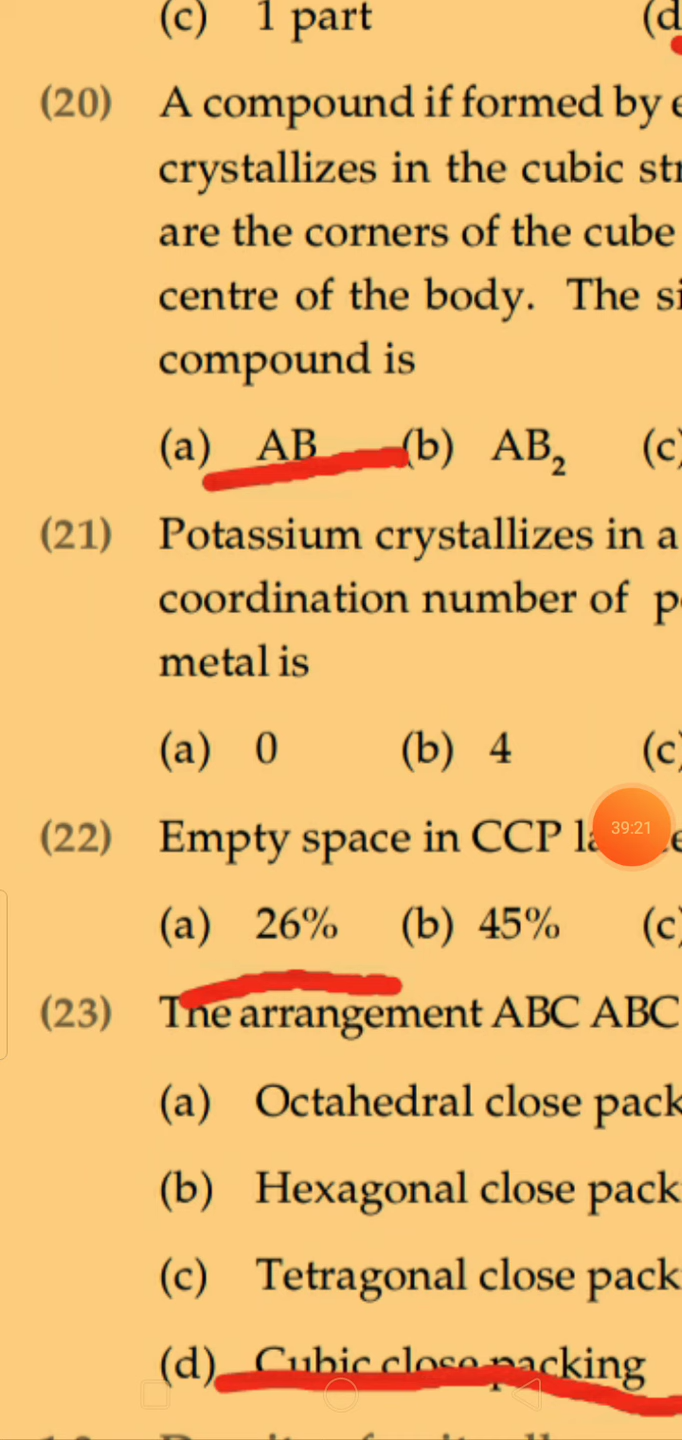 (c) 1 part (d
(20) A compound if formed by e
crystallizes in the cubic str
are the corners of the cube
centre of the body. The si
compound is
(a) AB (b) AB₂ (c)
(21) Potassium crystallizes in a
coordination number of p
metal is
(a) 0 (b) 4 (c)
(22) Empty space in CCP
39:21
(a) 26% (b) 45% (c)
(23) The arrangement ABC ABC
(a) Octahedral close pack
(b) Hexagonal close pack
(c) Tetragonal close pack
(d) Cubic close packing